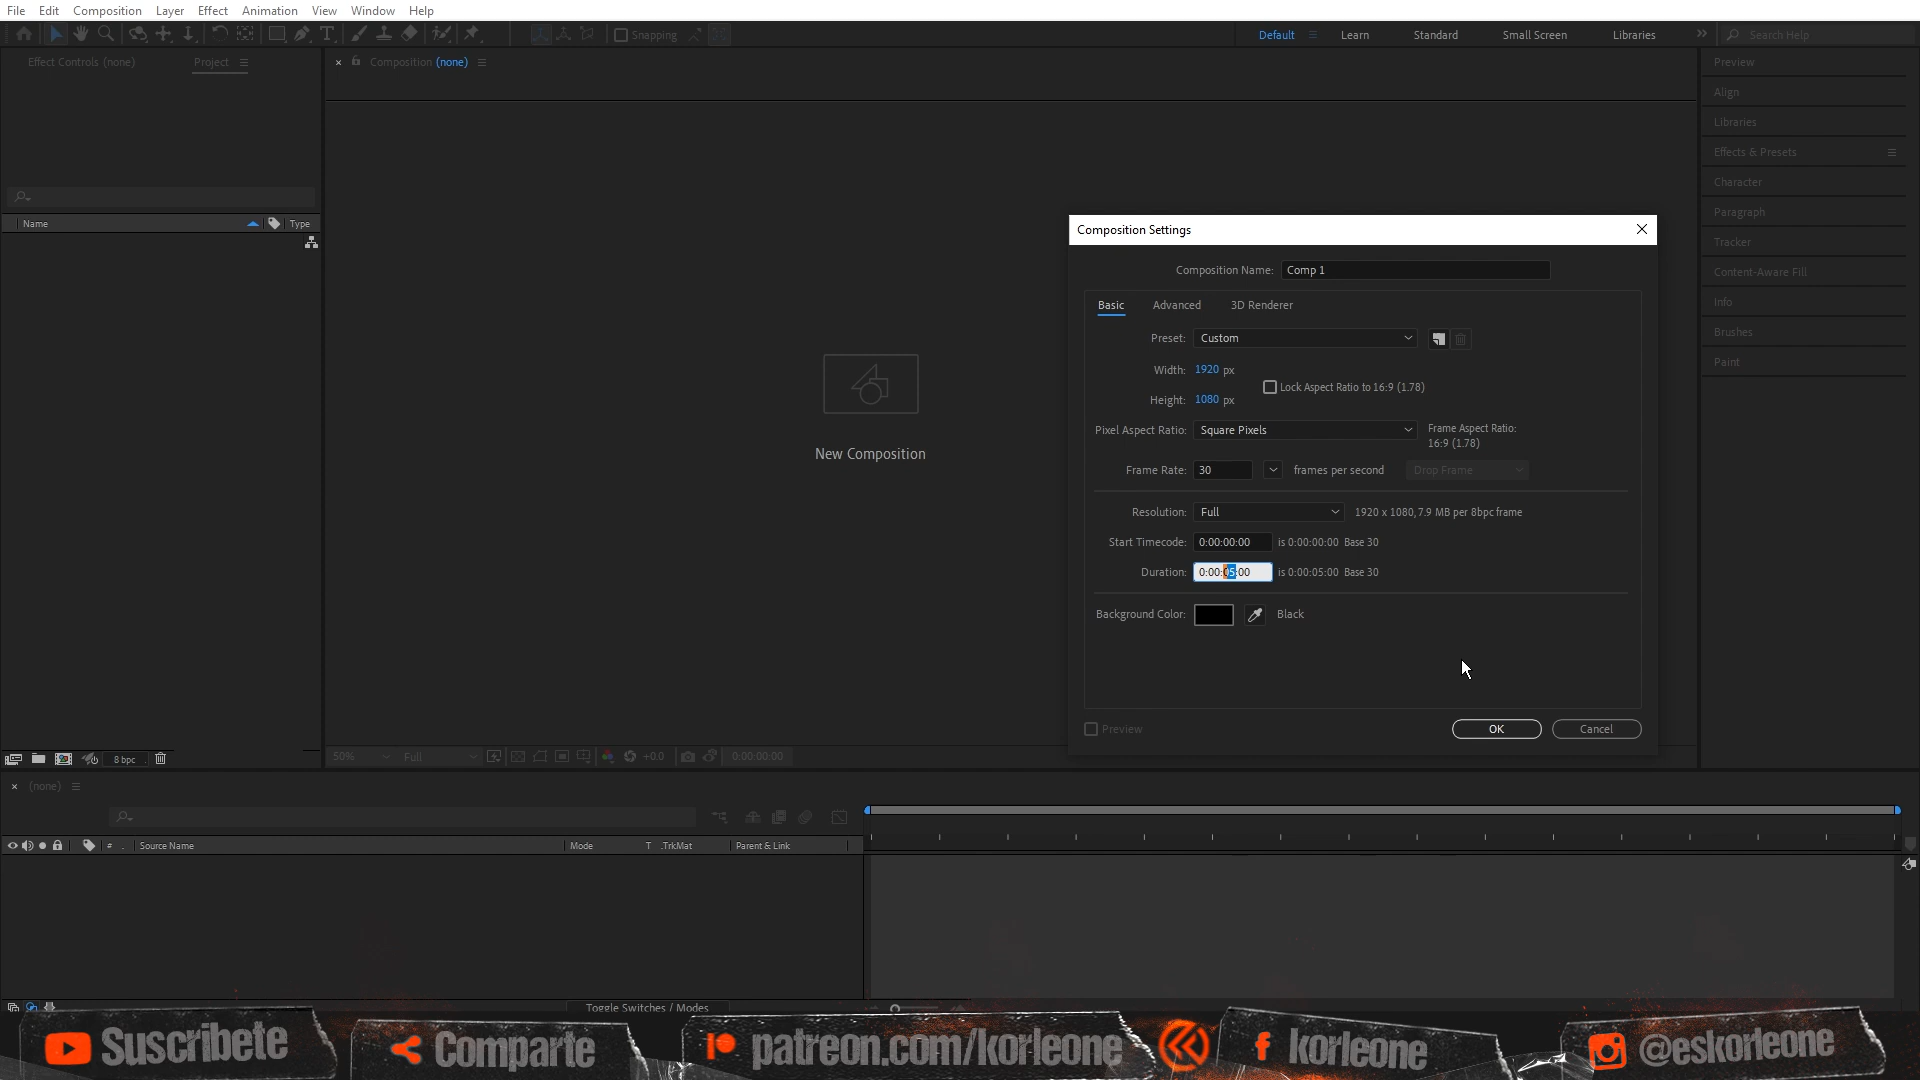 File Edit Composition Layer Effect Animation View Window Help
Snapping
Default Learn Standard Small Screen Libraries Search Help
Effect Controls (none) Project
Composition (none)
Name Type
New Composition
Preview
Align
Libraries
Effects & Presets
Character
Paragraph
Tracker
Content-Aware Fill
Info
Brushes
Paint
Composition Settings
Composition Name: Comp 1
Basic Advanced 3D Renderer
Preset: Custom
Width: 1920 px
Lock Aspect Ratio to 16:9 (1.78)
Height: 1080 px
Pixel Aspect Ratio: Square Pixels Frame Aspect Ratio:
16:9 (1.78)
Frame Rate: 30 frames per second Drop Frame
Resolution: Full 1920 x 1080, 7.9 MB per 8bpc frame
Start Timecode: 0:00:00:00 is 0:00:00:00 Base 30
Duration: 0:00:05:00 is 0:00:05:00 Base 30
Background Color: Black
Preview OK Cancel
8 bpc
50% Full +0.0 0:00:00:00
(none)
# . Source Name Mode T .TrkMat Parent & Link
Toggle Switches / Modes
Suscribete Comparte patreon.com/korleone korleone @eskorleone